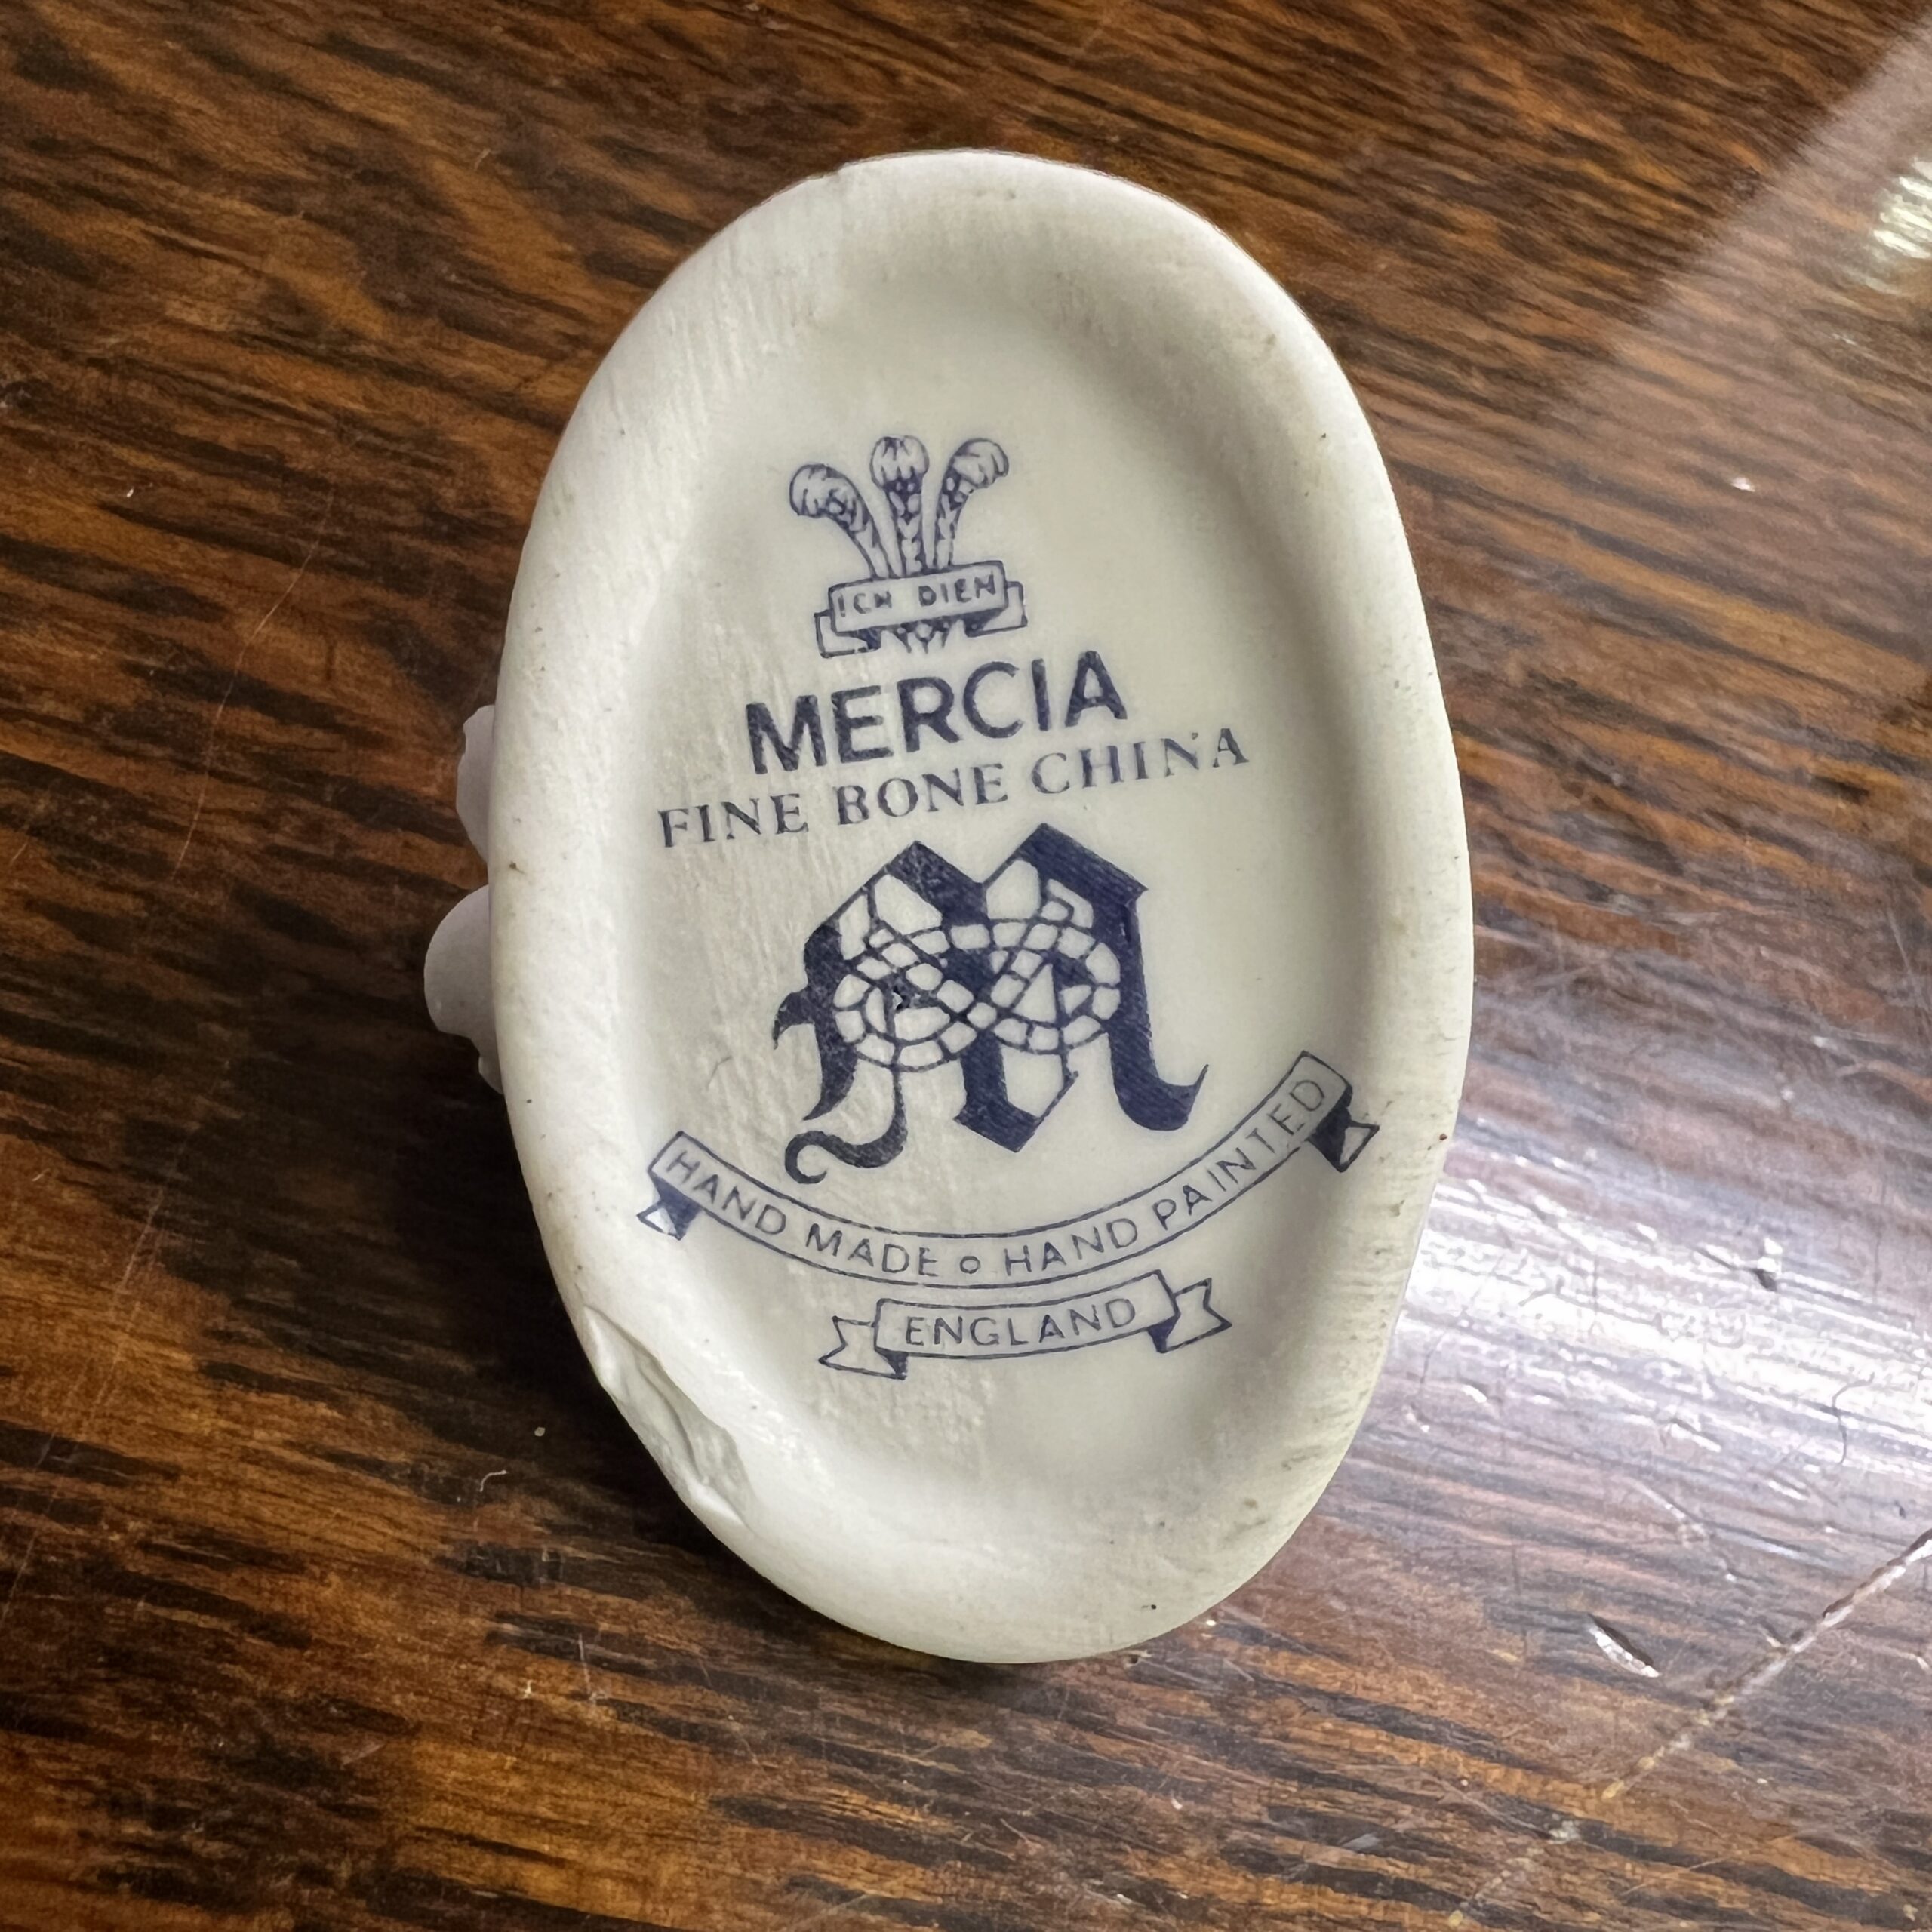 ICH DIEN
MERCIA
FINE BONE CHINA
M
HAND MADE o HAND PAINTED
ENGLAND